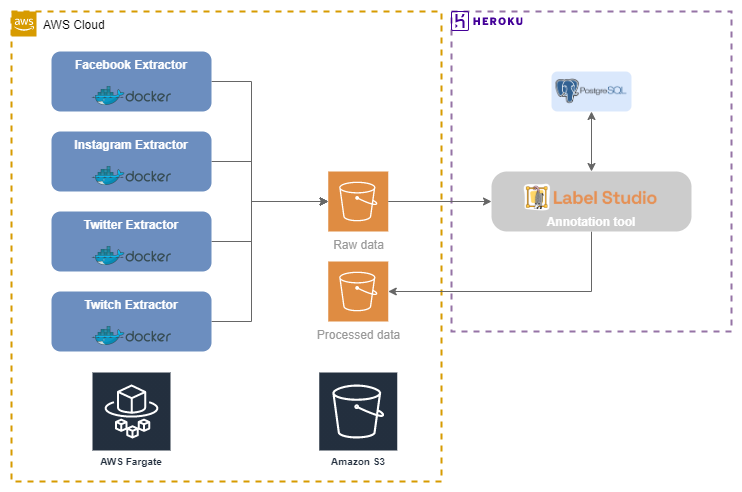 aws
AWS Cloud
HEROKU
Facebook Extractor
docker
Instagram Extractor
docker
Twitter Extractor
docker
Twitch Extractor
docker
Raw data
Processed data
PostgreSQL
Label Studio
Annotation tool
AWS Fargate
Amazon S3